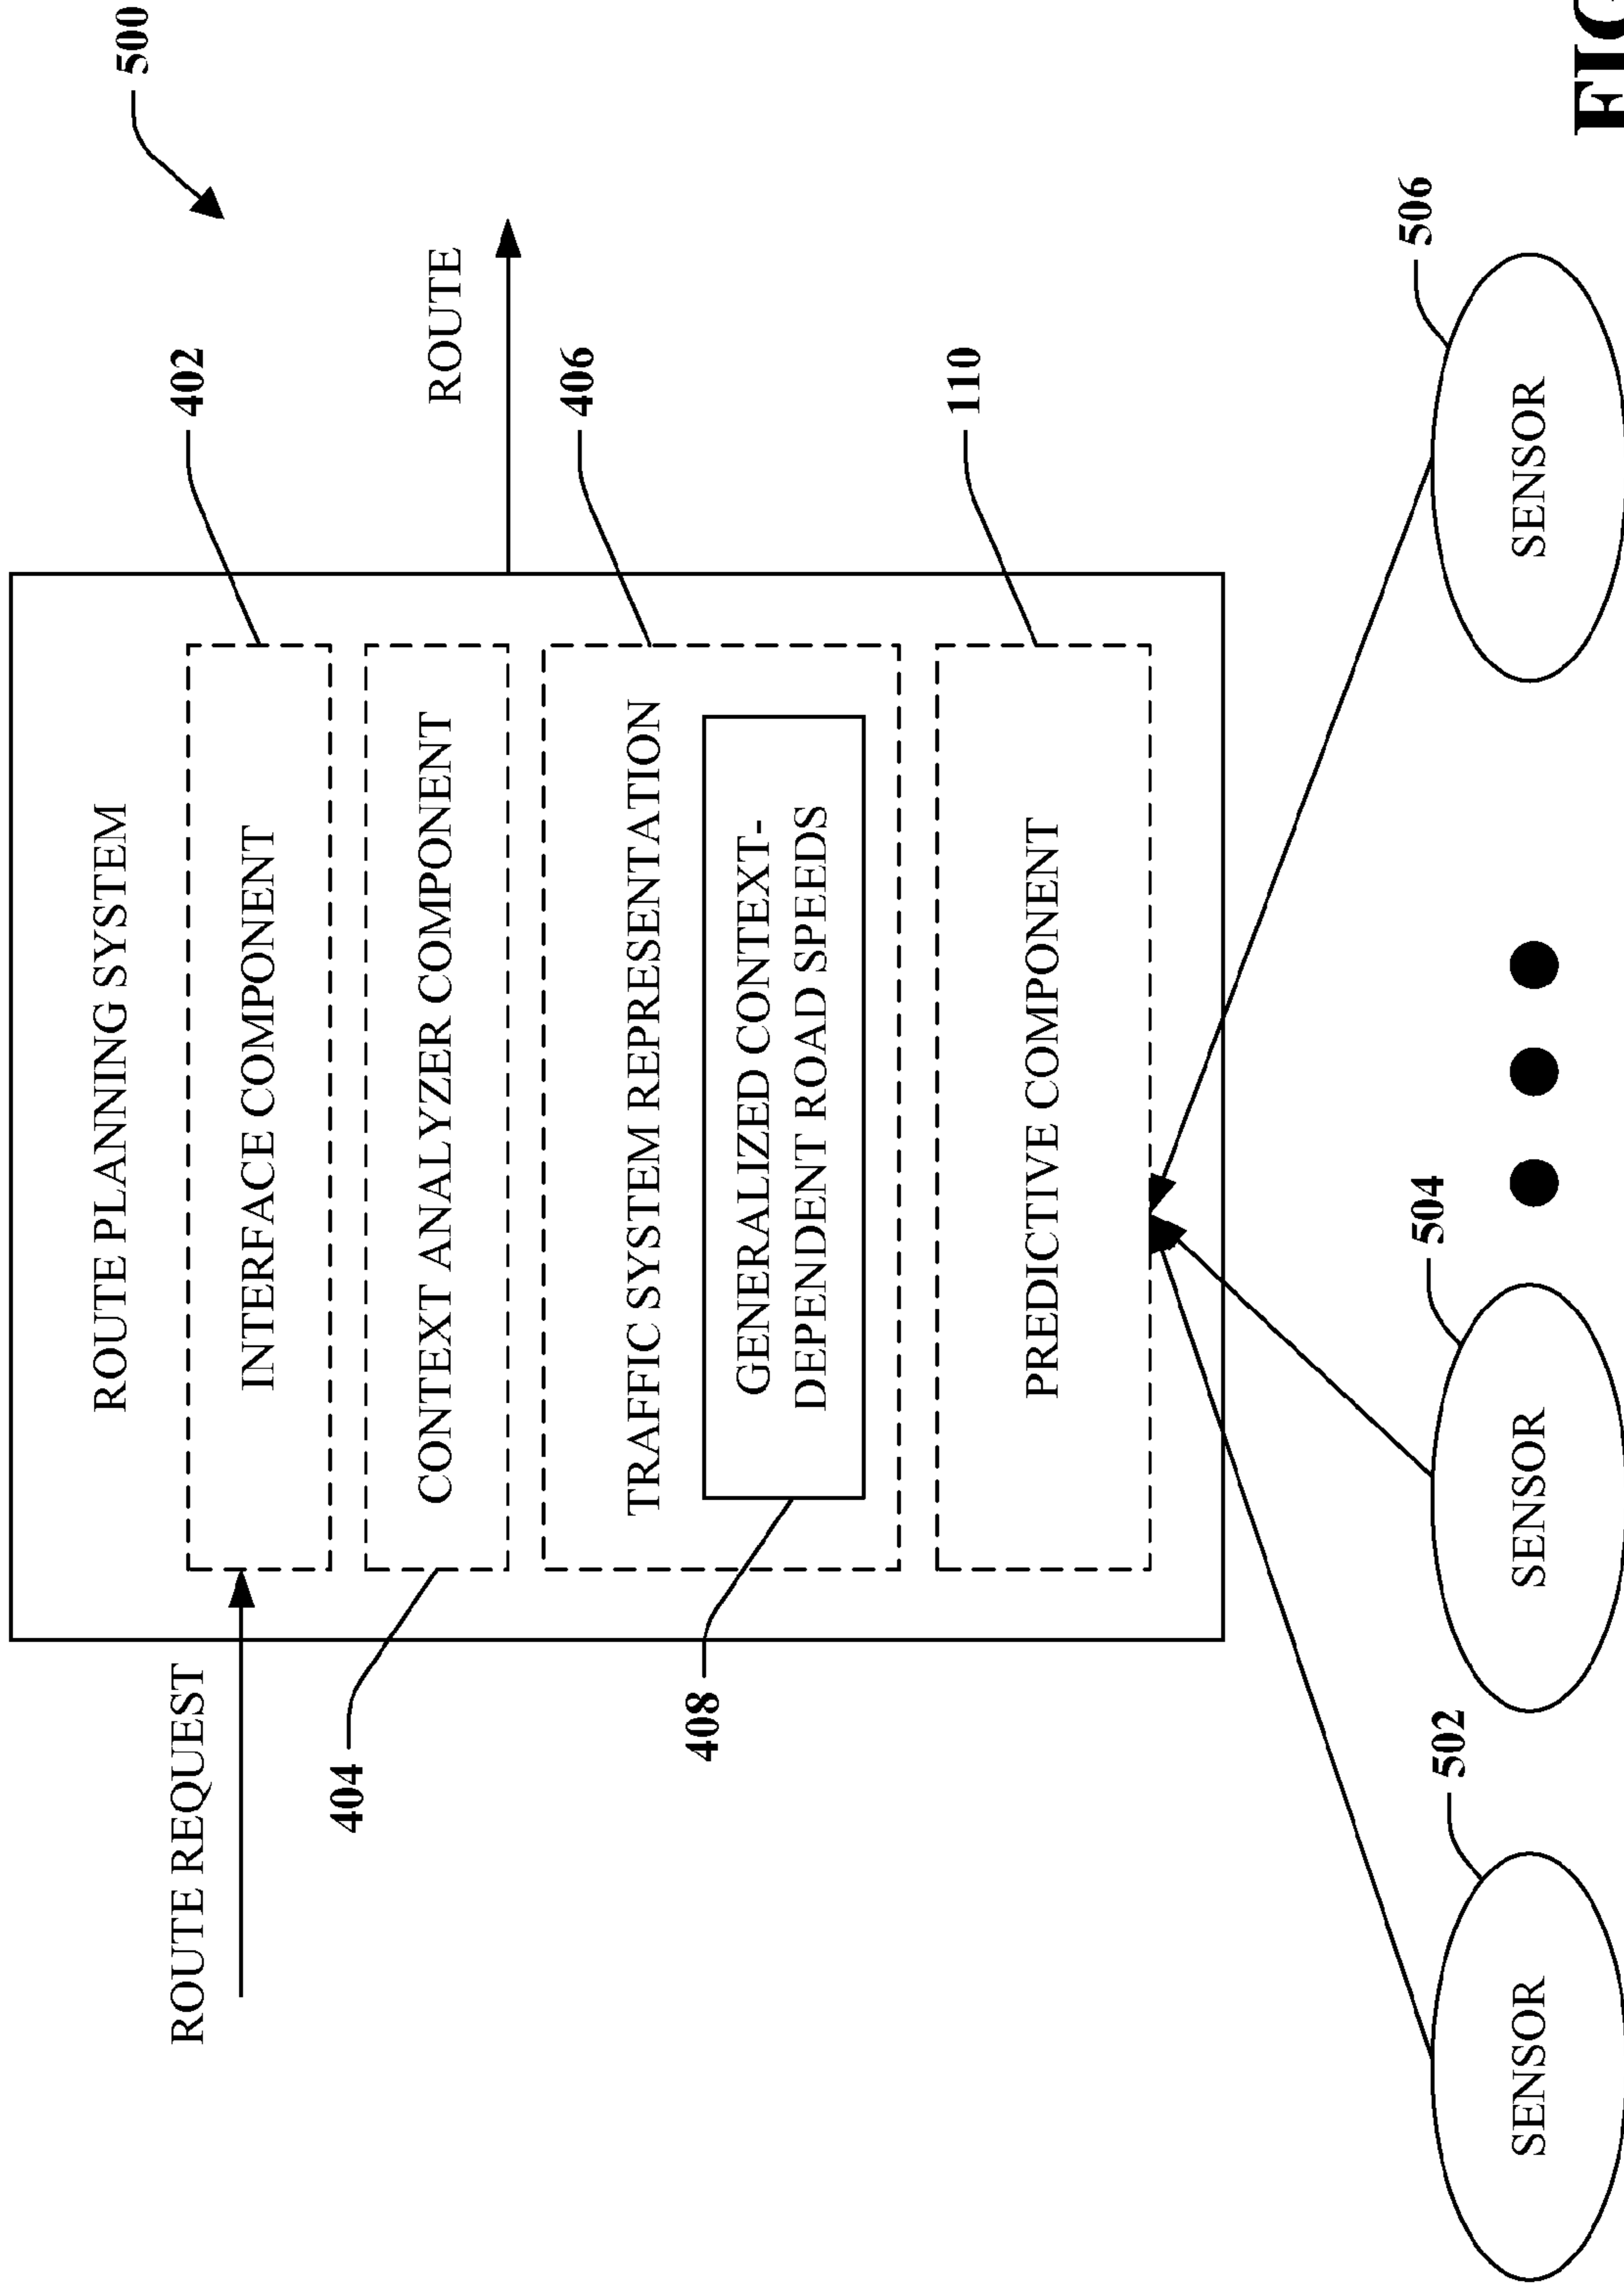 500
ROUTE PLANNING SYSTEM
ROUTE REQUEST
INTERFACE COMPONENT
402
404
CONTEXT ANALYZER COMPONENT
ROUTE
TRAFFIC SYSTEM REPRESENTATION
406
408
GENERALIZED CONTEXT-
DEPENDENT ROAD SPEEDS
PREDICTIVE COMPONENT
110
502
504
506
SENSOR
SENSOR
SENSOR